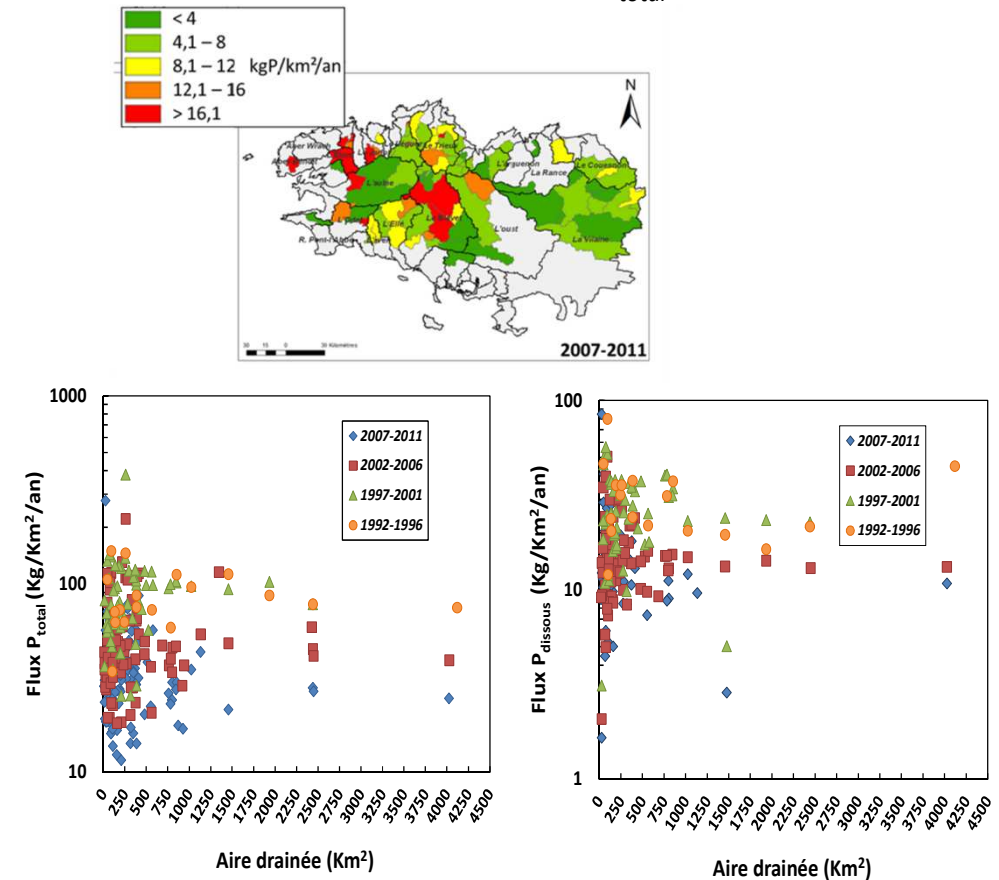 total
< 4
4,1 – 8
8,1 – 12 kgP/km²/an
12,1 – 16
> 16,1
N
Aber Wrach
Le Trieux
L'arguenon
La Rance
Le Couesnon
L'aulne
L'Ellé
L'oust
La Vilaine
2007-2011
1000
100
10
Flux Ptotal (Kg/Km²/an)
2007-2011
2002-2006
1997-2001
1992-1996
0 250 500 750 1000 1250 1500 1750 2000 2250 2500 2750 3000 3250 3500 3750 4000 4250 4500
Aire drainée (Km²)
100
10
1
Flux Pdissous (Kg/Km²/an)
2007-2011
2002-2006
1997-2001
1992-1996
0 250 500 750 1000 1250 1500 1750 2000 2250 2500 2750 3000 3250 3500 3750 4000 4250 4500
Aire drainée (Km²)